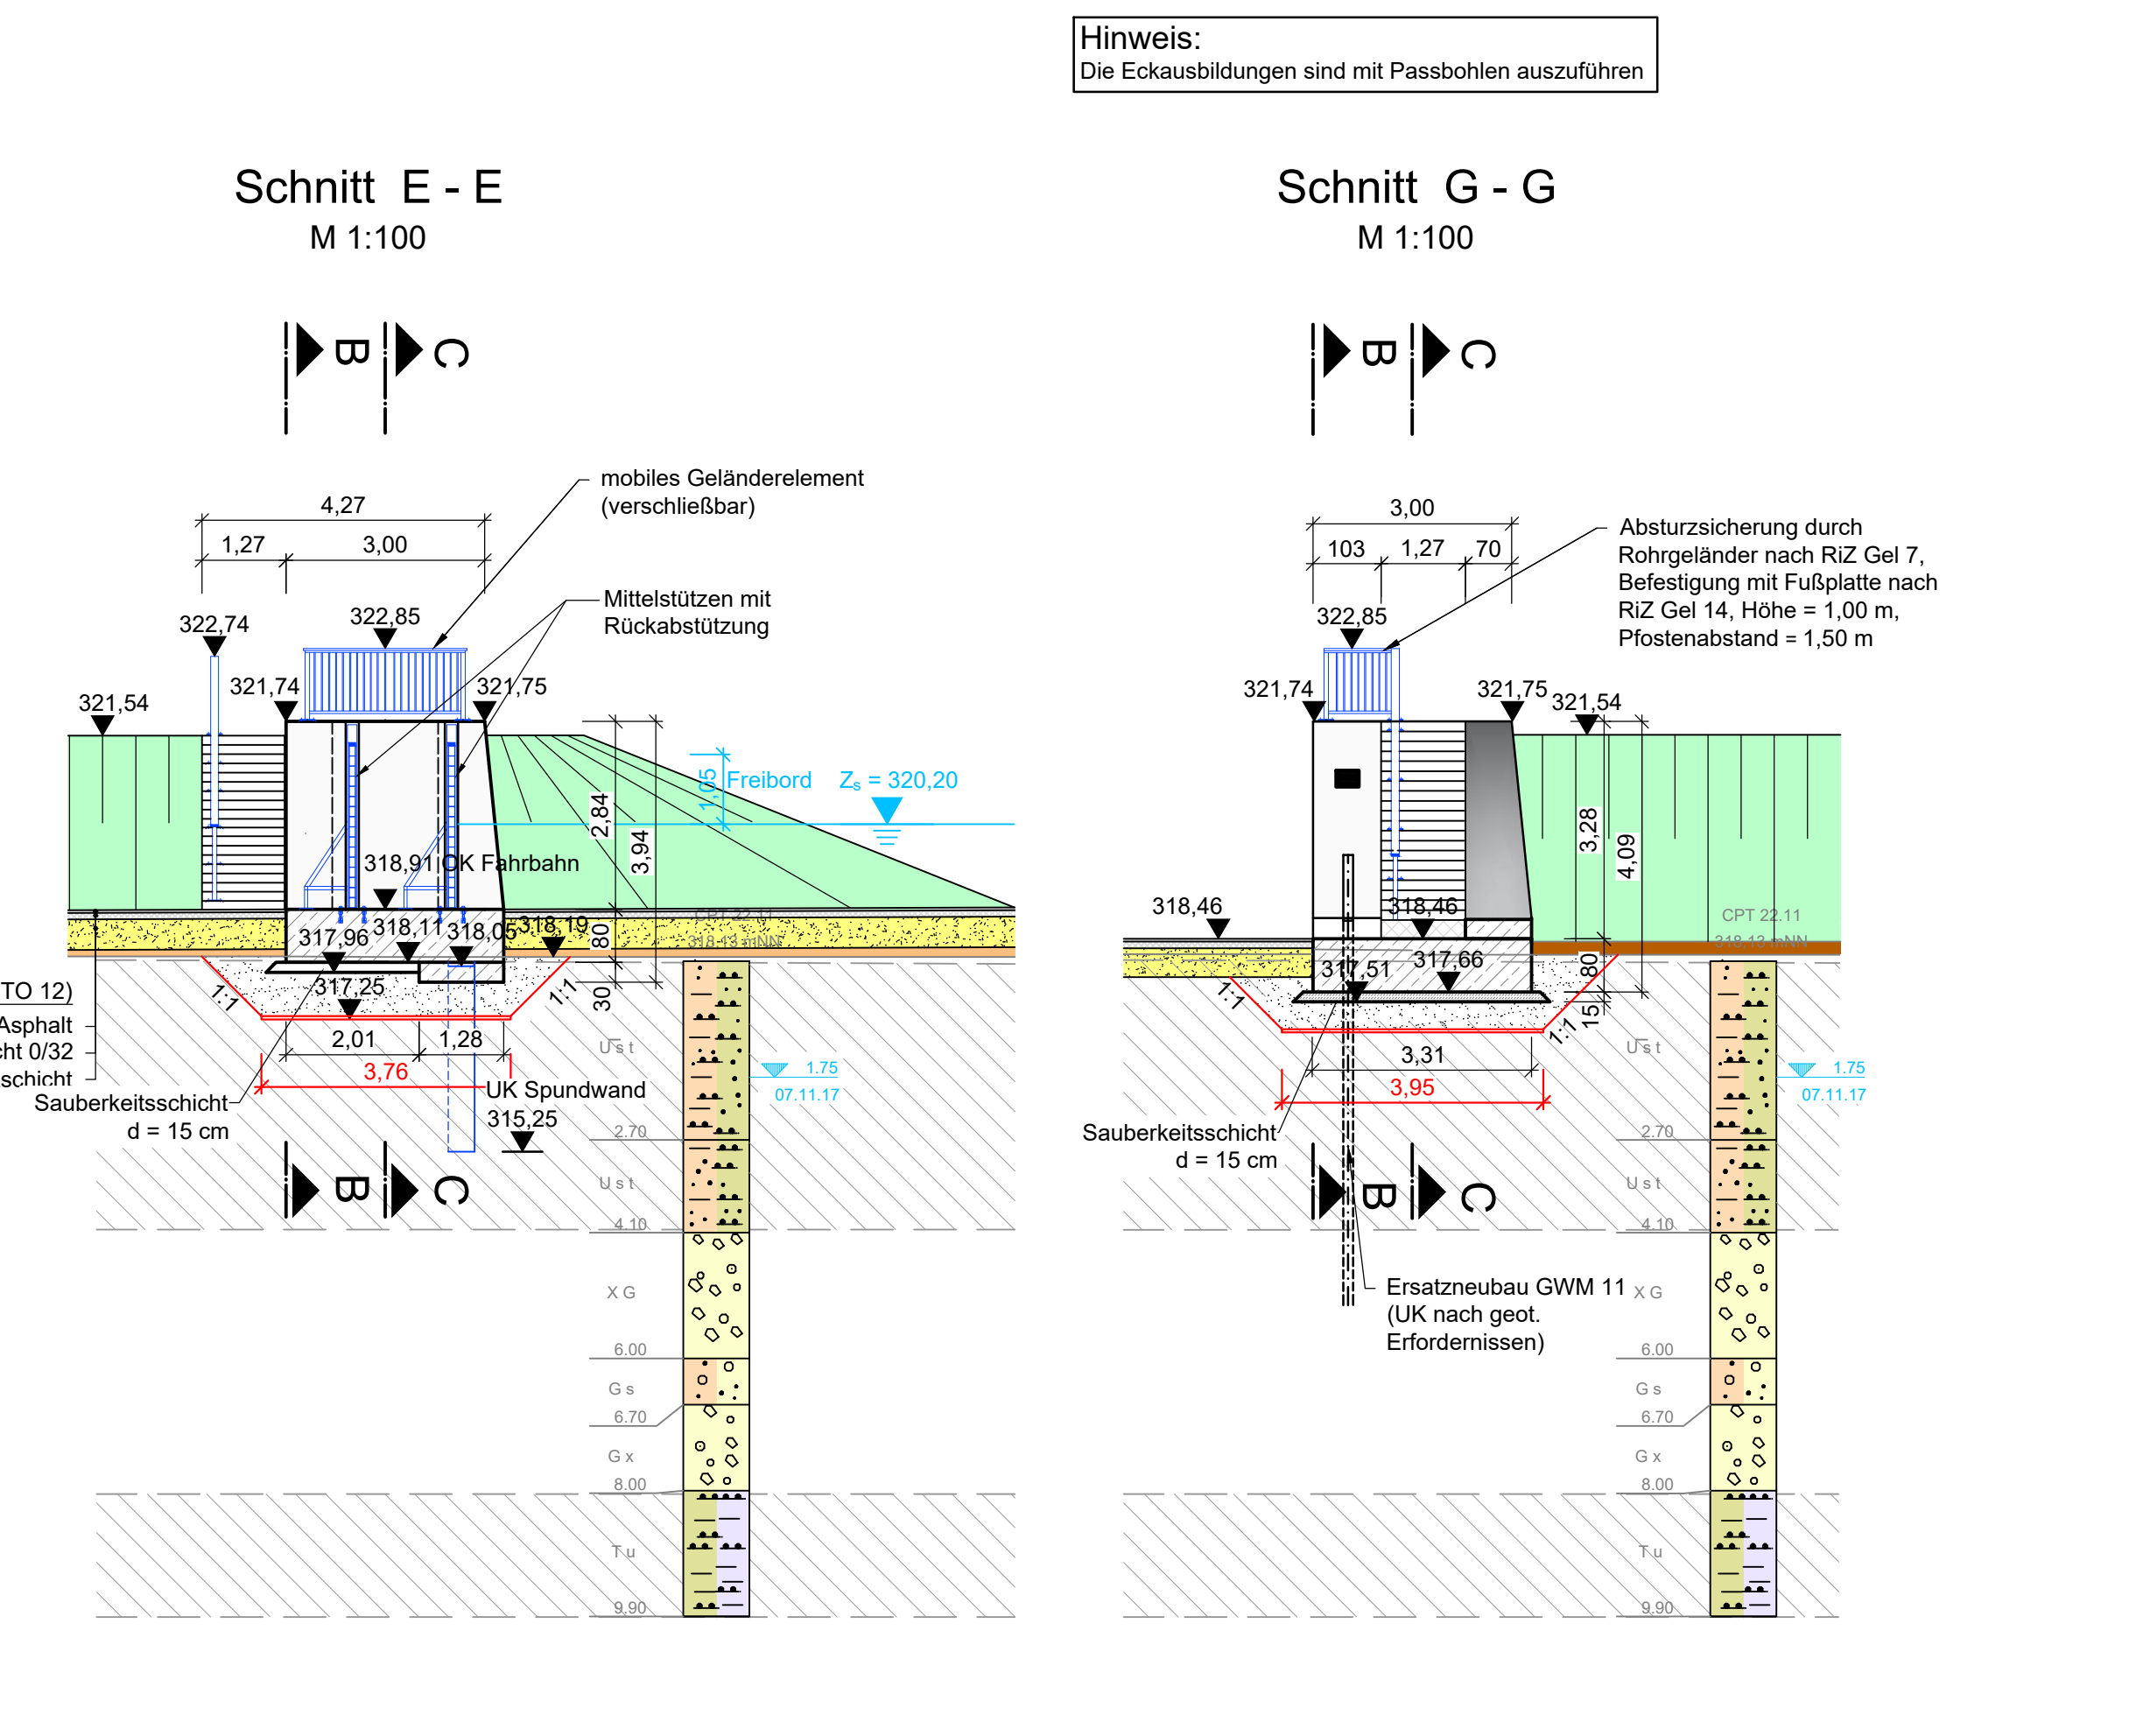 Hinweis:
Die Eckausbildungen sind mit Passbohlen auszuführen
Schnitt E - E
M 1:100
B
C
mobiles Geländerelement
(verschließbar)
4,27
1,27
3,00
Mittelstützen mit
Rückabstützung
322,74
322,85
321,54
321,74
321,75
1,05
Freibord
Zs = 320,20
2,84
3,94
318,91 OK Fahrbahn
CPT 22.11
318,13 mNN
317,96
318,11
318,05
318,19
80
30
317,25
1:1
1:1
TO 12)
Asphalt
cht 0/32
schicht
2,01
1,28
3,76
Sauberkeitsschicht
d = 15 cm
UK Spundwand
315,25
B
C
U s t
1.75
07.11.17
2.70
U s t
4.10
X G
6.00
G s
6.70
G x
8.00
T u
9.90
Schnitt G - G
M 1:100
B
C
3,00
103
1,27
70
Absturzsicherung durch
Rohrgeländer nach RiZ Gel 7,
Befestigung mit Fußplatte nach
RiZ Gel 14, Höhe = 1,00 m,
Pfostenabstand = 1,50 m
322,85
321,74
321,75
321,54
3,28
4,09
318,46
318,46
CPT 22.11
318,13 mNN
317,51
317,66
80
15
1:1
1:1
3,31
3,95
Sauberkeitsschicht
d = 15 cm
B
C
Ersatzneubau GWM 11
(UK nach geot.
Erfordernissen)
U s t
1.75
07.11.17
2.70
U s t
4.10
X G
6.00
G s
6.70
G x
8.00
T u
9.90